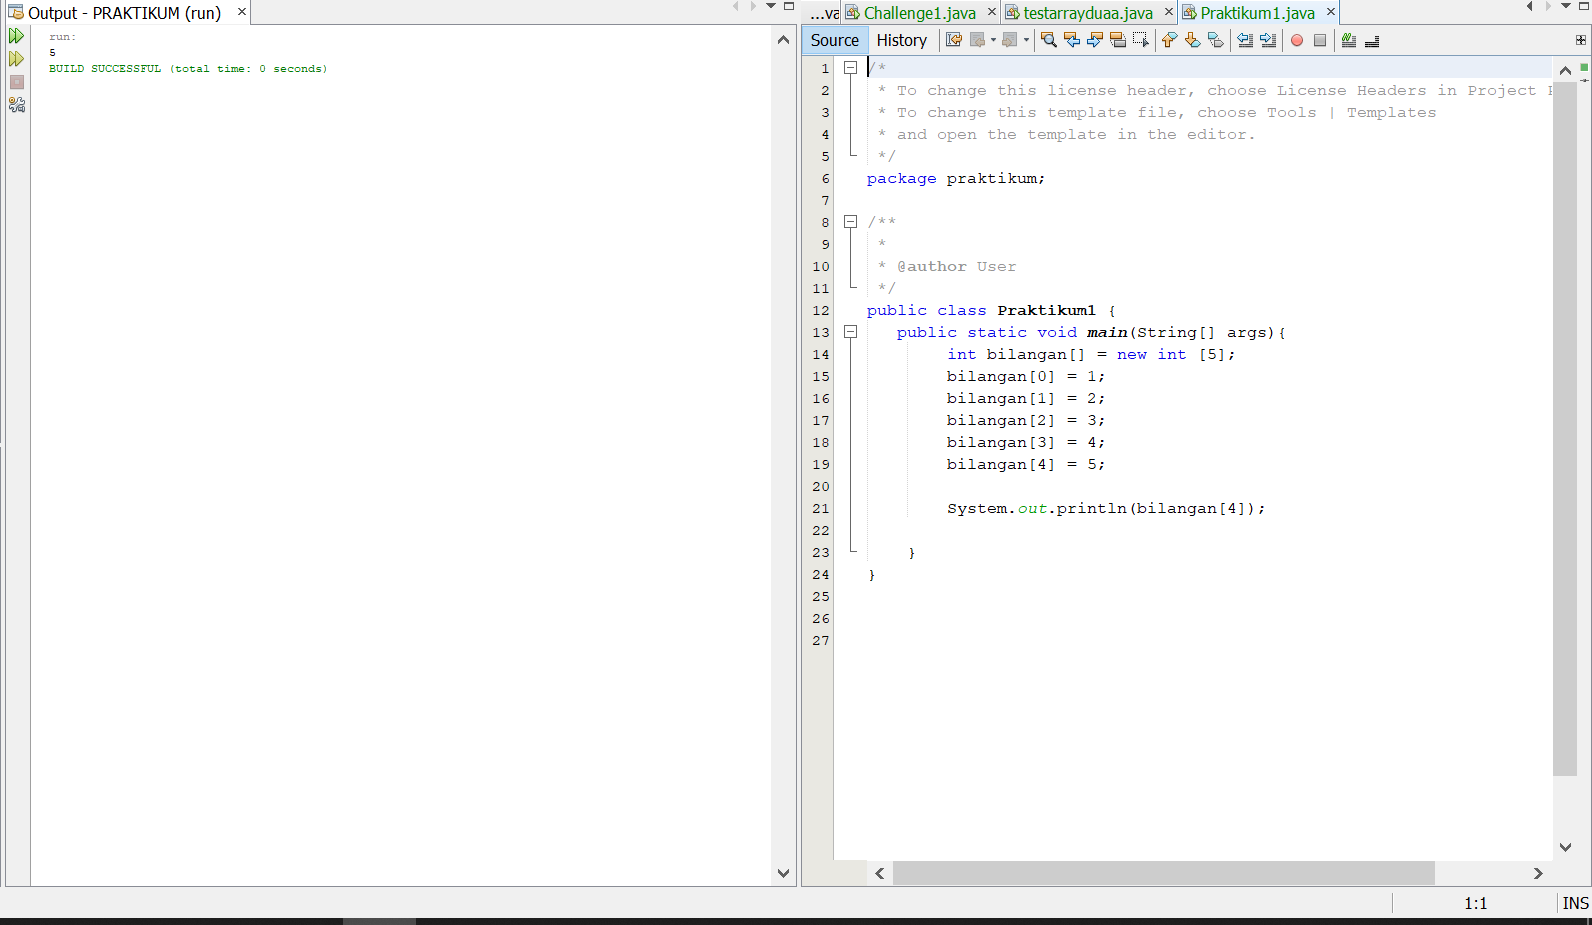 Output - PRAKTIKUM (run) ×
run:
5
BUILD SUCCESSFUL (total time: 0 seconds)
...va Challenge1.java × testarrayduaa.java × Praktikum1.java ×
Source History
1 /*
2 * To change this license header, choose License Headers in Project P
3 * To change this template file, choose Tools | Templates
4 * and open the template in the editor.
5 */
6 package praktikum;
7
8 /**
9 *
10 * @author User
11 */
12 public class Praktikum1 {
13 public static void main(String[] args){
14 int bilangan[] = new int [5];
15 bilangan[0] = 1;
16 bilangan[1] = 2;
17 bilangan[2] = 3;
18 bilangan[3] = 4;
19 bilangan[4] = 5;
20
21 System.out.println(bilangan[4]);
22
23 }
24 }
25
26
27
1:1 INS